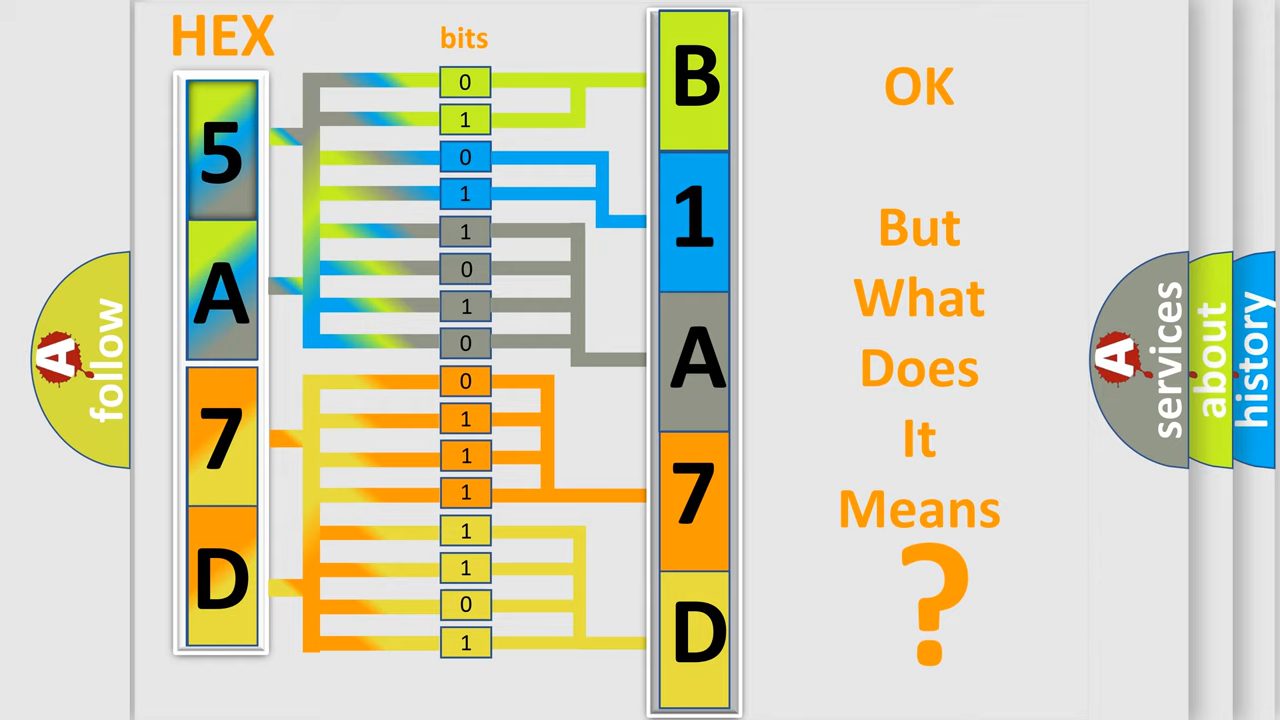 HEX
bits
5
A
7
D
0
1
0
1
1
0
1
0
0
1
1
1
1
1
0
1
B
1
A
7
D
OK
But
What
Does
It
Means
?
A
follow
A
services
about
history